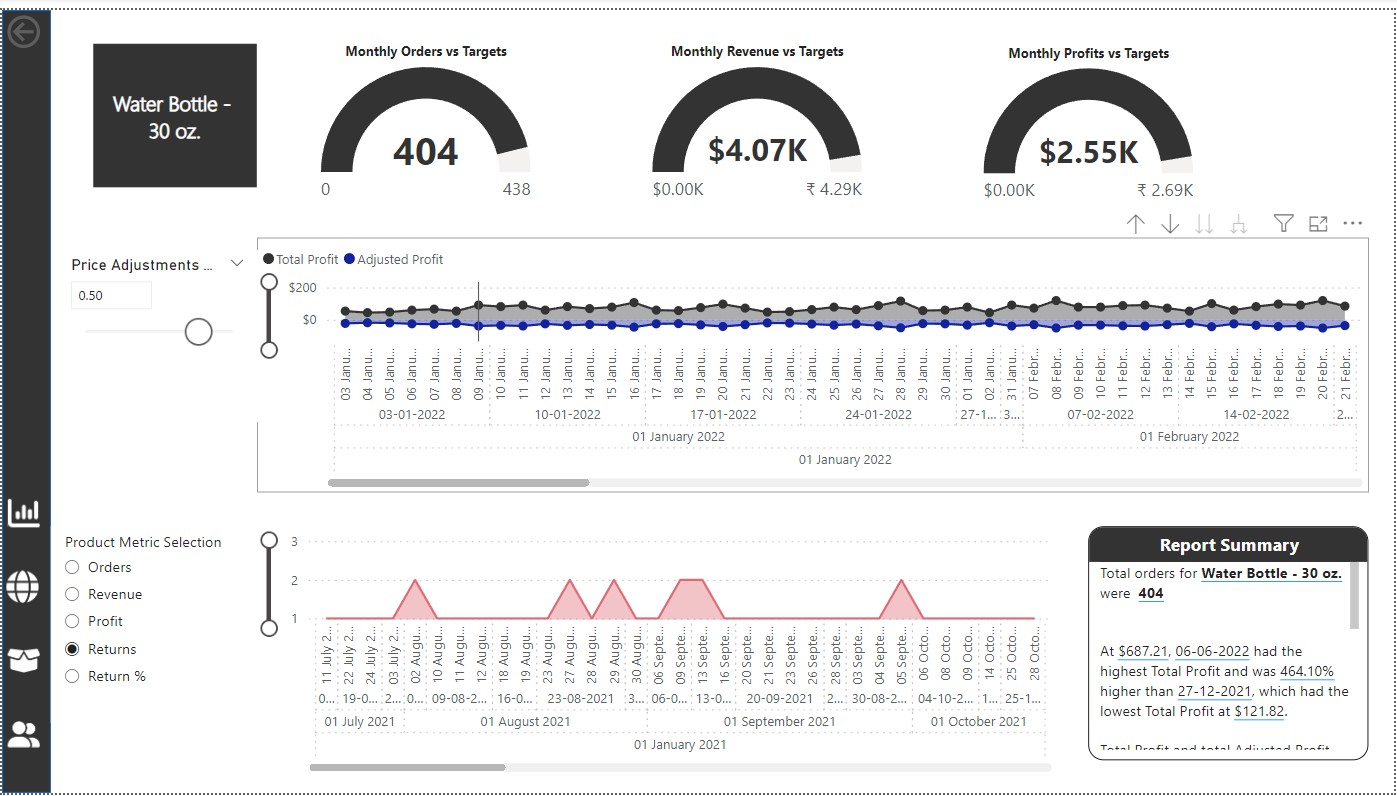 Water Bottle -
30 oz.
Monthly Orders vs Targets
404
0
438
Monthly Revenue vs Targets
$4.07K
$0.00K
₹ 4.29K
Monthly Profits vs Targets
$2.55K
$0.00K
₹ 2.69K
Price Adjustments ...
0.50
Total Profit
Adjusted Profit
$200
$0
03 Janu...
04 Janu...
05 Janu...
06 Janu...
07 Janu...
08 Janu...
09 Janu...
10 Janu...
11 Janu...
12 Janu...
13 Janu...
14 Janu...
15 Janu...
16 Janu...
17 Janu...
18 Janu...
19 Janu...
20 Janu...
21 Janu...
22 Janu...
23 Janu...
24 Janu...
25 Janu...
26 Janu...
27 Janu...
28 Janu...
29 Janu...
30 Janu...
01 Janu...
02 Janu...
31 Janu...
07 Febr...
08 Febr...
09 Febr...
10 Febr...
11 Febr...
12 Febr...
13 Febr...
14 Febr...
15 Febr...
16 Febr...
17 Febr...
18 Febr...
19 Febr...
20 Febr...
21 Febr...
03-01-2022
10-01-2022
17-01-2022
24-01-2022
27-1...
3...
07-02-2022
14-02-2022
2...
01 January 2022
01 February 2022
01 January 2022
Product Metric Selection
Orders
Revenue
Profit
Returns
Return %
3
2
1
11 July 2...
22 July 2...
24 July 2...
03 July 2...
02 Augu...
10 Augu...
11 Augu...
12 Augu...
18 Augu...
19 Augu...
23 Augu...
27 Augu...
28 Augu...
29 Augu...
30 Augu...
06 Septe...
09 Septe...
13 Septe...
16 Septe...
20 Septe...
21 Septe...
23 Septe...
26 Septe...
28 Septe...
03 Septe...
04 Septe...
05 Septe...
06 Octo...
08 Octo...
09 Octo...
14 Octo...
25 Octo...
28 Octo...
0...
19-0...
0...
09-08-2...
16-0...
23-08-2021
3...
06-0...
13-0...
20-09-2021
2...
30-08-2...
04-10-2...
1...
25-1...
01 July 2021
01 August 2021
01 September 2021
01 October 2021
01 January 2021
Report Summary
Total orders for Water Bottle - 30 oz.
were 404
At $687.21, 06-06-2022 had the
highest Total Profit and was 464.10%
higher than 27-12-2021, which had the
lowest Total Profit at $121.82.
Total Profit and total Adjusted Profit